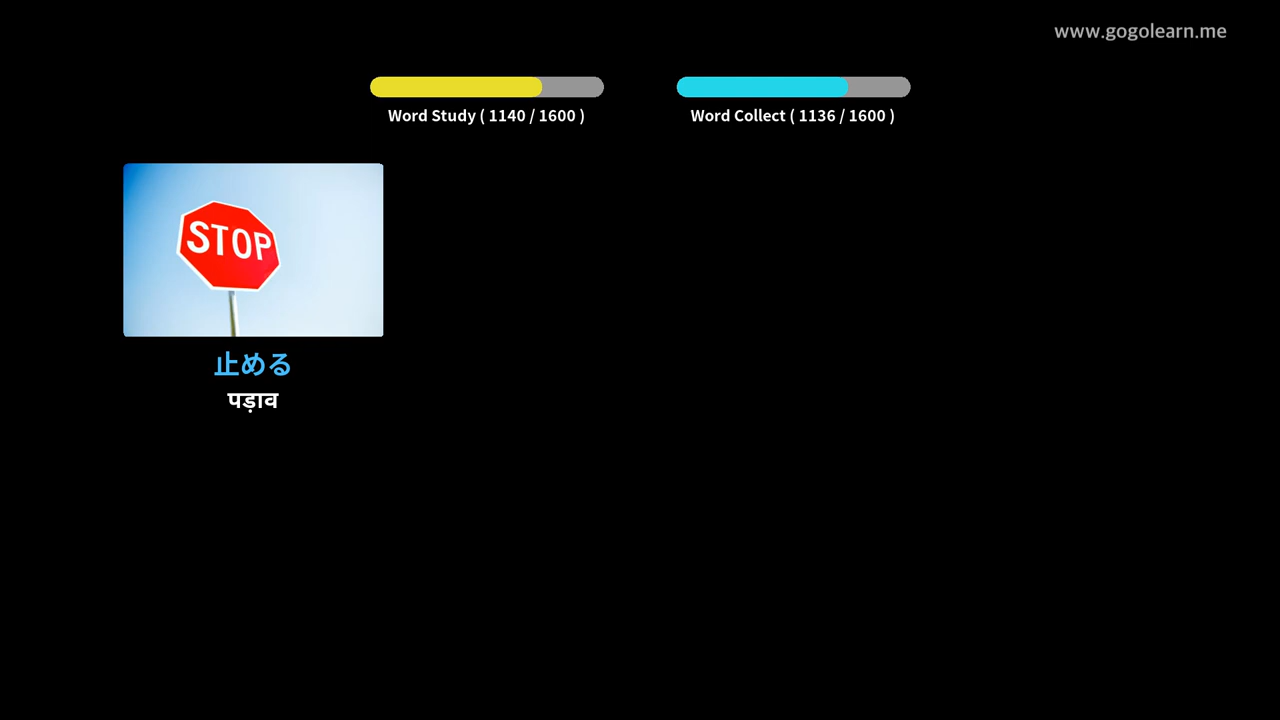 www.gogolearn.me
Word Study ( 1140 / 1600 )
Word Collect ( 1136 / 1600 )
STOP
止める
पड़ाव